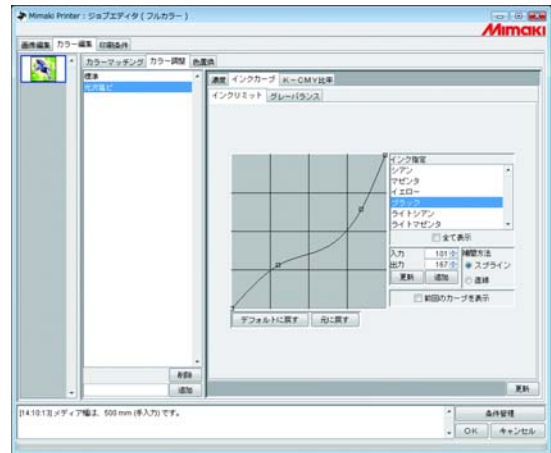 Mimaki Printer : ジョブエディタ ( フルカラー )
Mimaki
画像編集 カラー編集 印刷条件
カラーマッチング カラー調整 色置換
標準
光沢塩ビ
濃度 インクカーブ K-CMY比率
インクリミット グレーバランス
インク指定
シアン
マゼンタ
イエロー
ブラック
ライトシアン
ライトマゼンタ
全て表示
入力 101
出力 167
更新 追加
補間方法
スプライン
直線
前回のカーブを表示
デフォルトに戻す 元に戻す
削除
追加
更新
[14:10:13] メディア幅は、500 mm (手入力) です。
条件管理
OK キャンセル